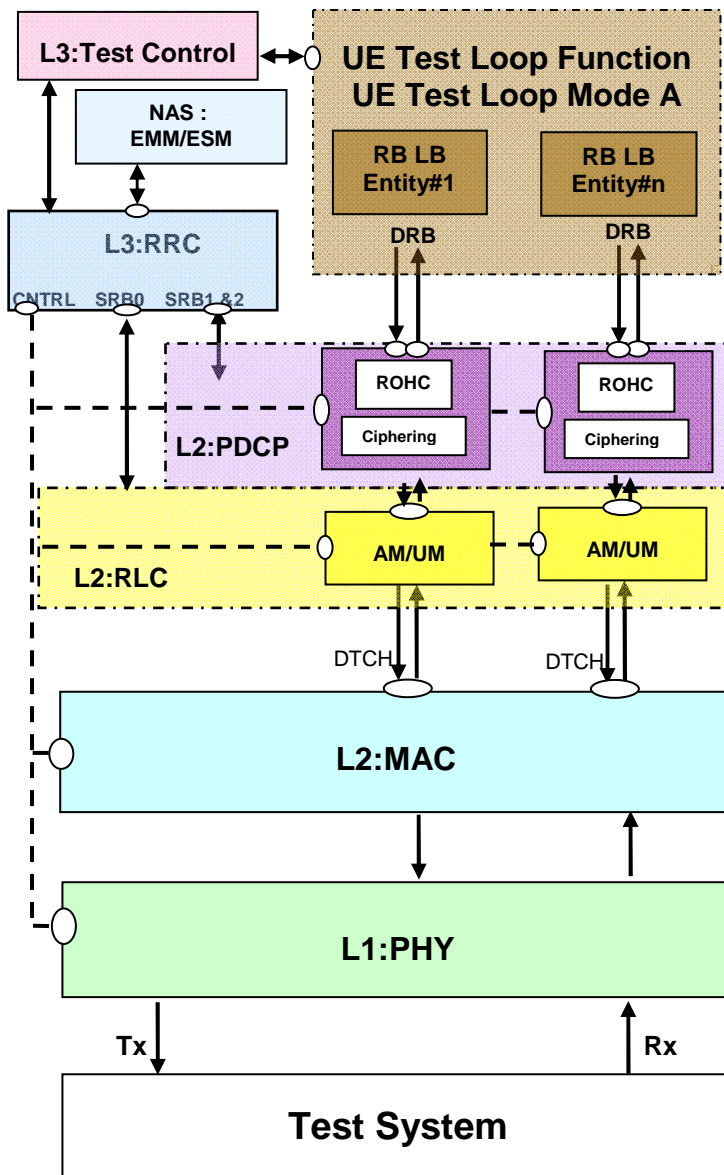 L3:Test Control
UE Test Loop Function
UE Test Loop Mode A
NAS :
EMM/ESM
RB LB
Entity#1
RB LB
Entity#n
DRB
DRB
L3:RRC
CNTRL SRB0 SRB1 &2
ROHC
Ciphering
ROHC
Ciphering
L2:PDCP
AM/UM
AM/UM
L2:RLC
DTCH
DTCH
L2:MAC
L1:PHY
Tx
Rx
Test System